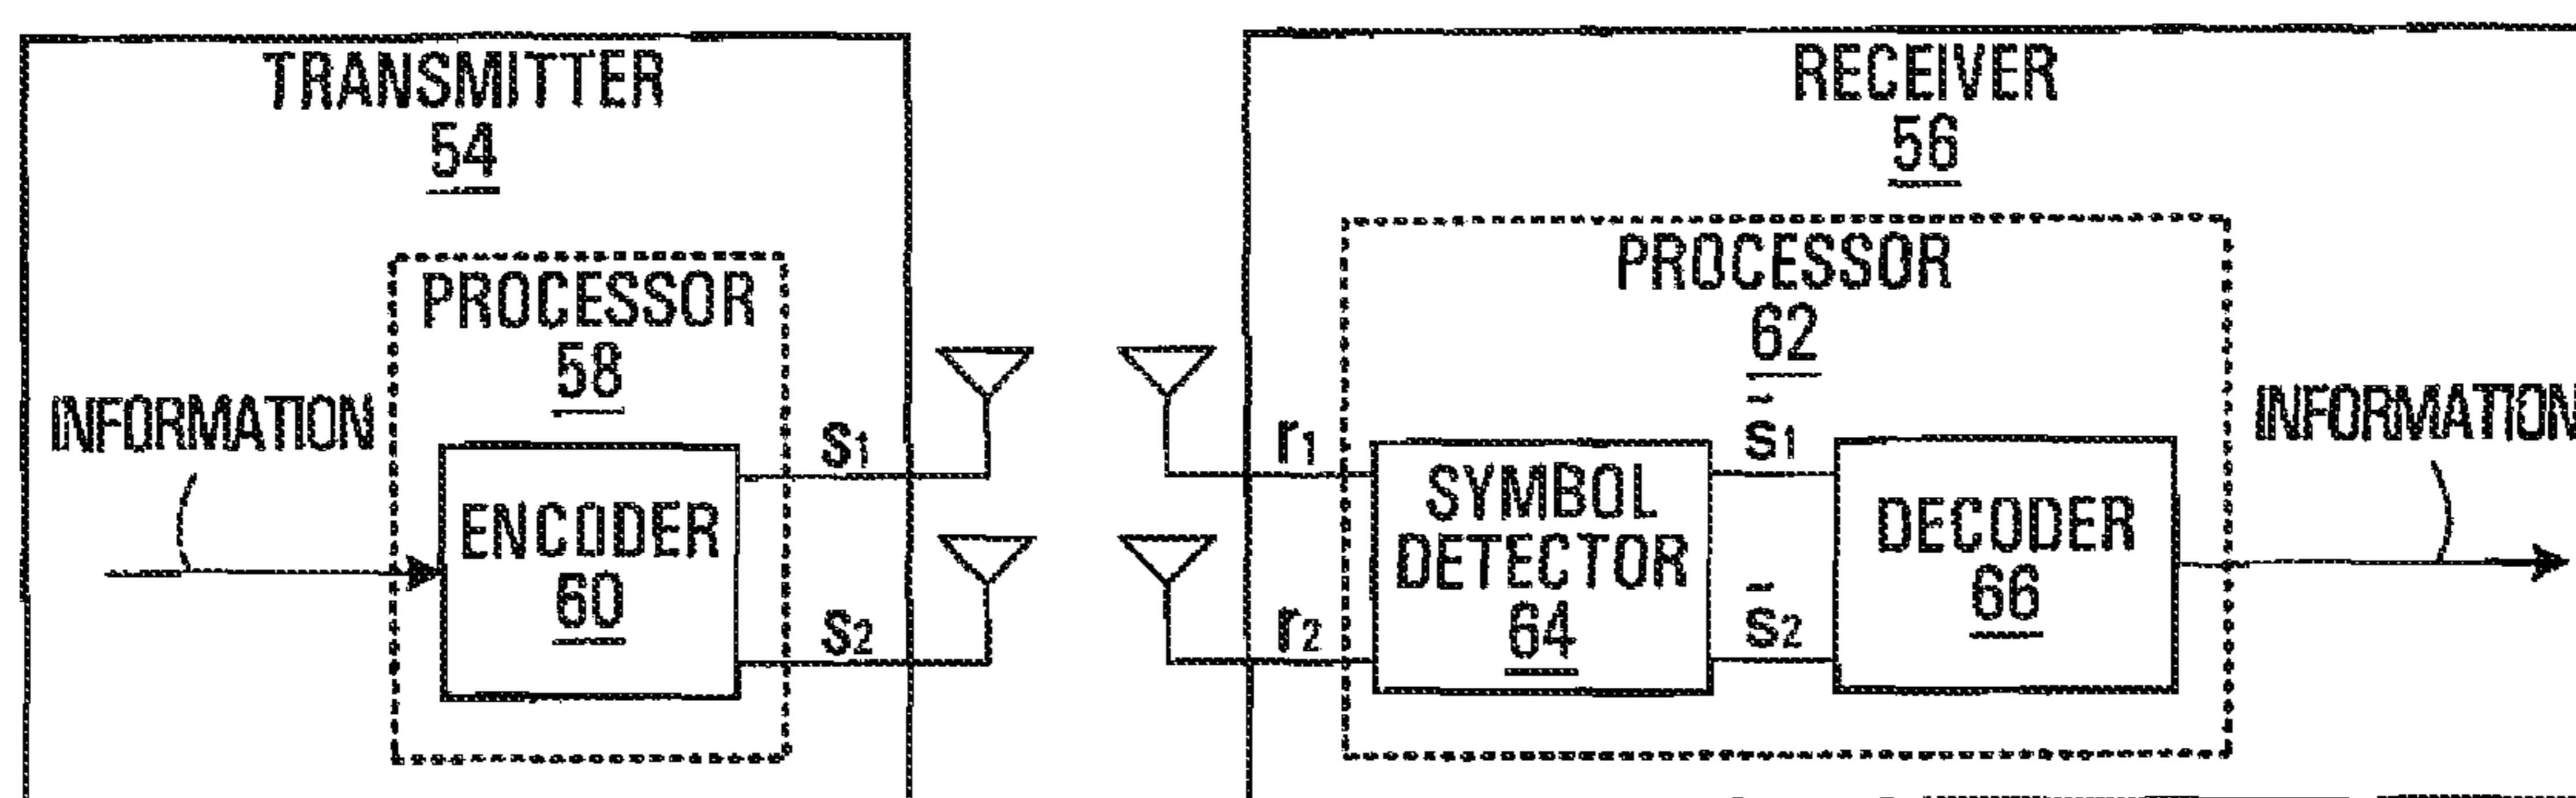 TRANSMITTER
54
PROCESSOR
58
INFORMATION
ENCODER
60
s1
s2
RECEIVER
56
PROCESSOR
62
r1
r2
SYMBOL
DETECTOR
64
s̄1
s̄2
DECODER
66
INFORMATION